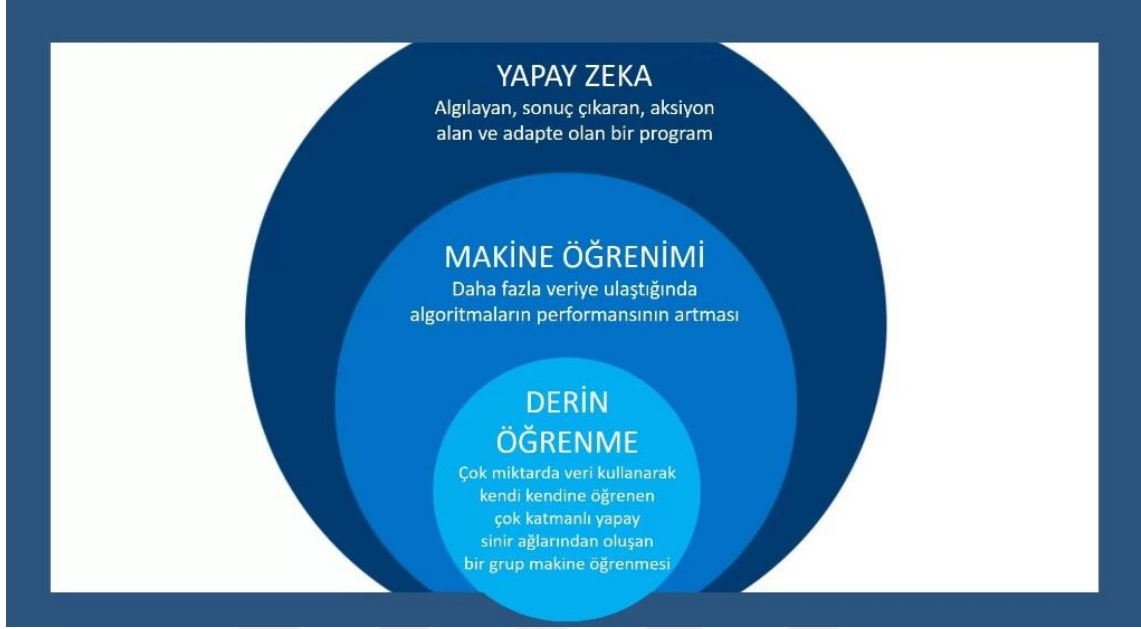 YAPAY ZEKA
Algılayan, sonuç çıkaran, aksiyon
alan ve adapte olan bir program
MAKİNE ÖĞRENİMİ
Daha fazla veriye ulaştığında
algoritmaların performansının artması
DERİN
ÖĞRENME
Çok miktarda veri kullanarak
kendi kendine öğrenen
çok katmanlı yapay
sinir ağlarından oluşan
bir grup makine öğrenmesi